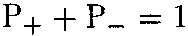 P₊ + P₋ = 1